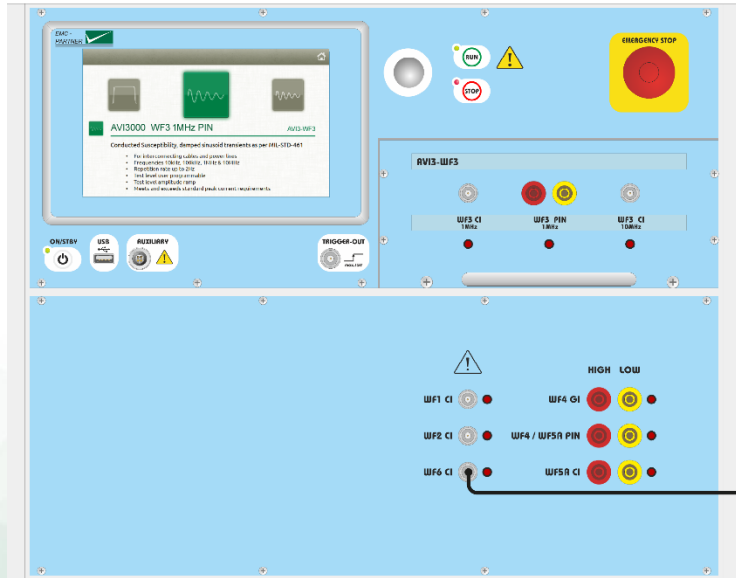 EMC-
PARTNER
AVI3000 WF3 1MHz PIN AVI3-WF3
Conducted Susceptibility, damped sinusoid transients as per MIL-STD-461
• For interconnecting cables and power lines
• Frequencies 10kHz, 100kHz, 1MHz & 10MHz
• Repetition rate up to 2Hz
• Test level user programmable
• Test level amplitude ramp
• Meets and exceeds standard peak current requirements
RUN
STOP
EMERGENCY STOP
AVI3-WF3
WF3 CI WF3 PIN WF3 CI
1MHz 1MHz 10MHz
ON/STBY USB AUXILIARY TRIGGER-OUT
HIGH LOW
WF1 CI WF4 GI
WF2 CI WF4 / WF5A PIN
WF6 CI WF5A CI